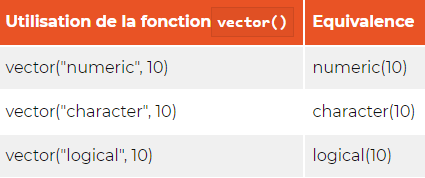 Utilisation de la fonction vector() Equivalence
vector("numeric", 10) numeric(10)
vector("character", 10) character(10)
vector("logical", 10) logical(10)